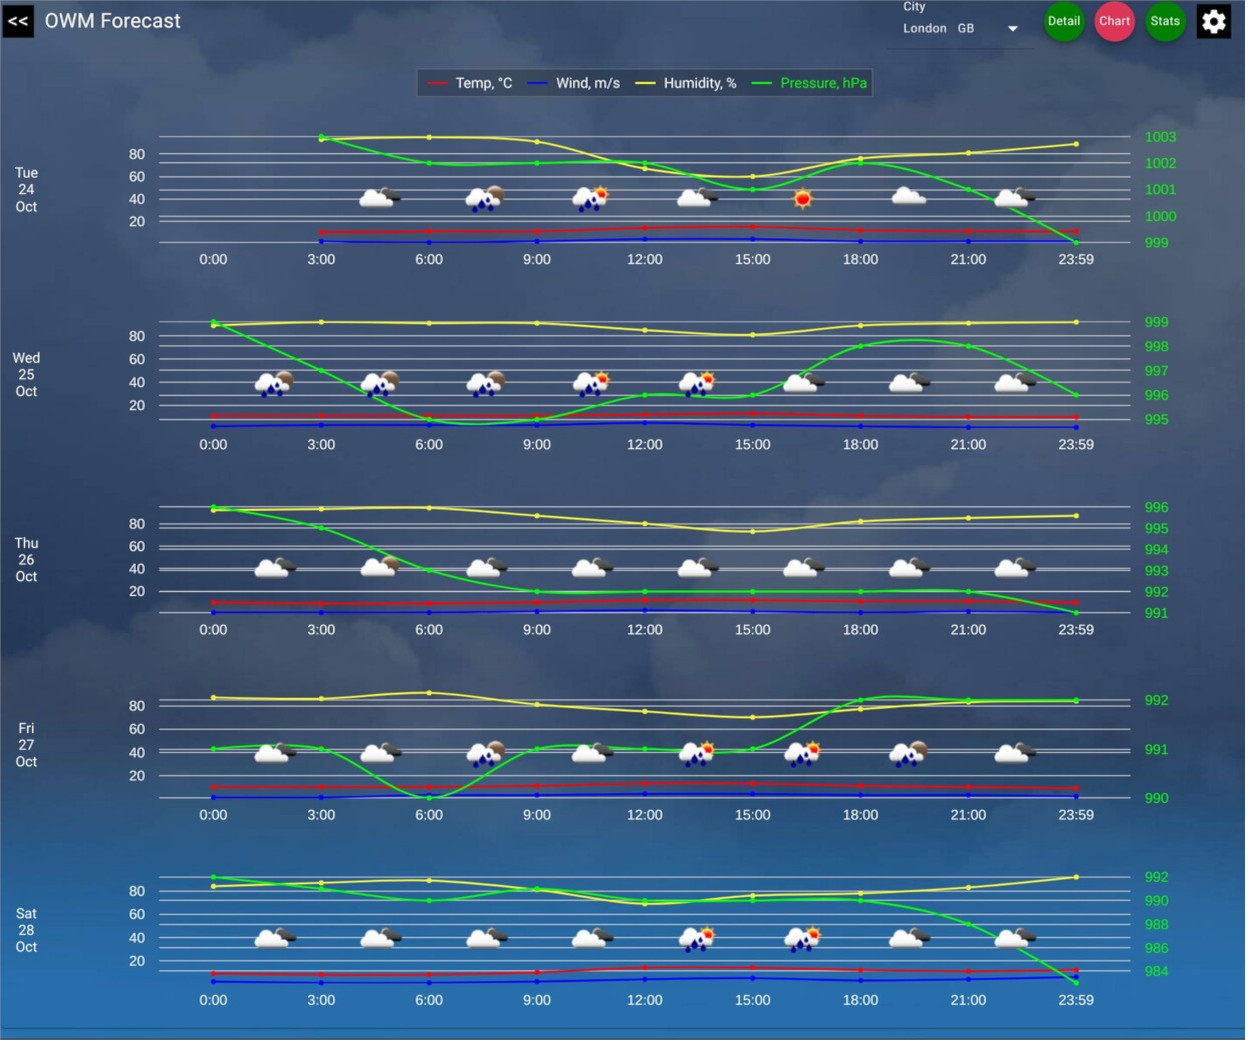 << OWM Forecast
City
London GB
Detail Chart Stats
Temp, °C Wind, m/s Humidity, % Pressure, hPa
Tue
24
Oct
80
60
40
20
1003
1002
1001
1000
999
0:00 3:00 6:00 9:00 12:00 15:00 18:00 21:00 23:59
Wed
25
Oct
80
60
40
20
999
998
997
996
995
0:00 3:00 6:00 9:00 12:00 15:00 18:00 21:00 23:59
Thu
26
Oct
80
60
40
20
996
995
994
993
992
991
0:00 3:00 6:00 9:00 12:00 15:00 18:00 21:00 23:59
Fri
27
Oct
80
60
40
20
992
991
990
0:00 3:00 6:00 9:00 12:00 15:00 18:00 21:00 23:59
Sat
28
Oct
80
60
40
20
992
990
988
986
984
0:00 3:00 6:00 9:00 12:00 15:00 18:00 21:00 23:59